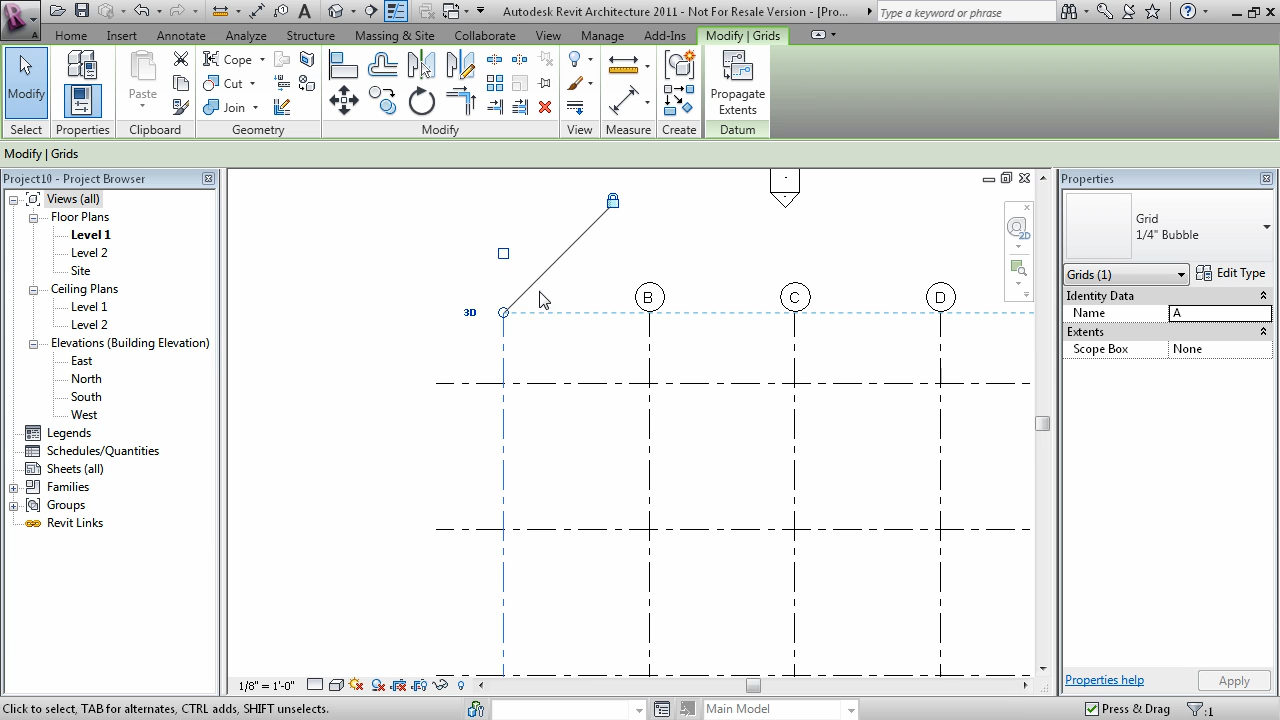 Autodesk Revit Architecture 2011 - Not For Resale Version - [Pro...
Type a keyword or phrase
Home Insert Annotate Analyze Structure Massing & Site Collaborate View Manage Add-Ins Modify | Grids
Modify
Paste
Cope
Cut
Join
Propagate
Extents
Select Properties Clipboard Geometry Modify View Measure Create Datum
Modify | Grids
Project10 - Project Browser
Views (all)
Floor Plans
Level 1
Level 2
Site
Ceiling Plans
Level 1
Level 2
Elevations (Building Elevation)
East
North
South
West
Legends
Schedules/Quantities
Sheets (all)
Families
Groups
Revit Links
2D
B C D
3D
Properties
Grid
1/4" Bubble
Grids (1) Edit Type
Identity Data
Name A
Extents
Scope Box None
Properties help Apply
1/8" = 1'-0"
Click to select, TAB for alternates, CTRL adds, SHIFT unselects.
Main Model
Press & Drag
:1